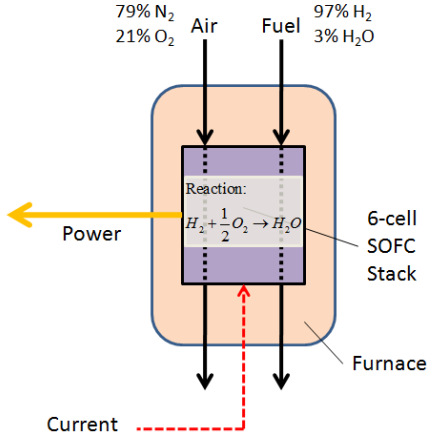 79% N₂
21% O₂
Air
Fuel
97% H₂
3% H₂O
Reaction:
H₂ + 1/2 O₂ → H₂O
Power
6-cell
SOFC
Stack
Furnace
Current